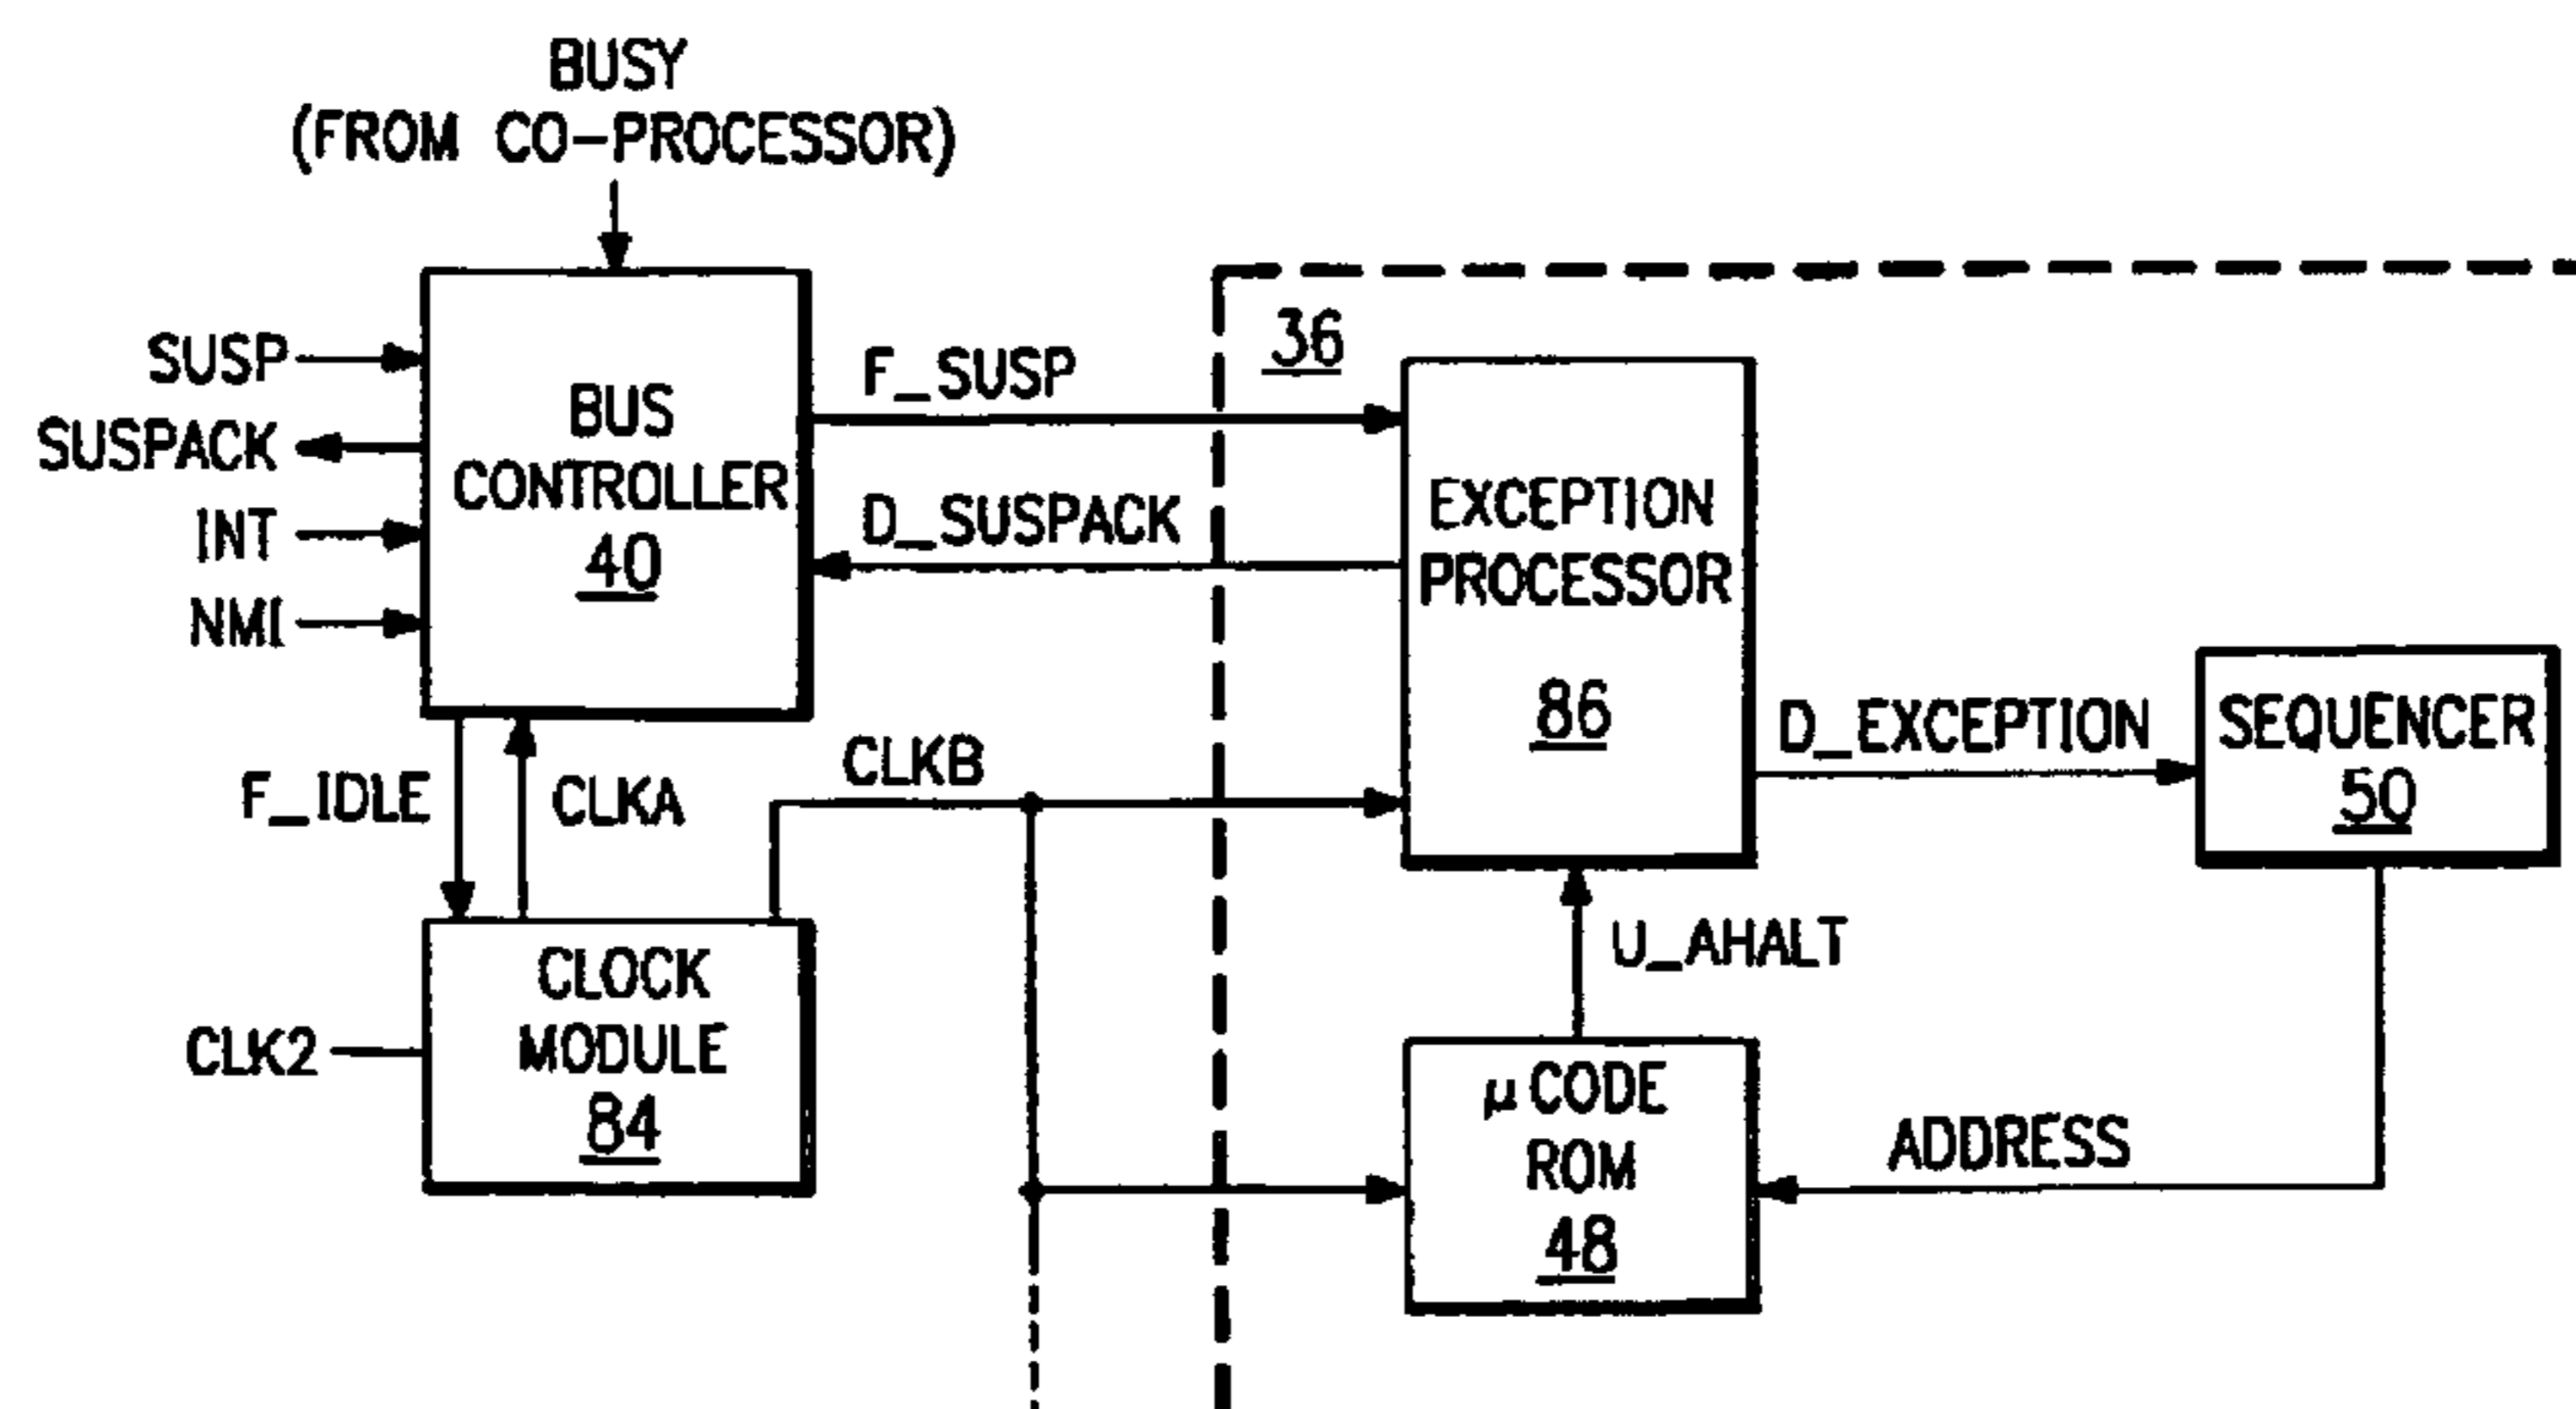 BUSY
(FROM CO-PROCESSOR)
SUSP
SUSPACK
INT
NMI
BUS
CONTROLLER
40
F_SUSP
D_SUSPACK
36
EXCEPTION
PROCESSOR
86
D_EXCEPTION
SEQUENCER
50
F_IDLE
CLKA
CLKB
CLK2
CLOCK
MODULE
84
U_AHALT
μ CODE
ROM
48
ADDRESS